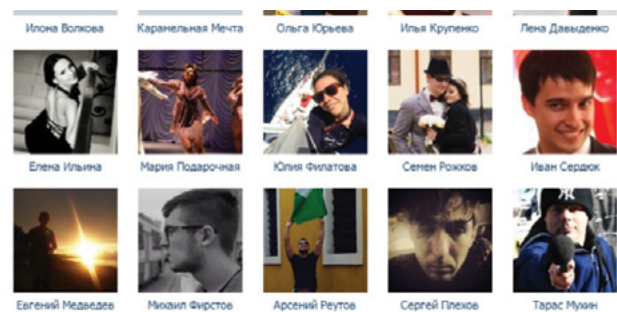 Илона Волкова Карамельная Мечта Ольга Юрьева Илья Крупенко Лена Давыденко
Елена Ильина Мария Подарочная Юлия Филатова Семен Рожков Иван Сердюк
Евгений Медведев Михаил Фирстов Арсений Реутов Сергей Плехов Тарас Мухин